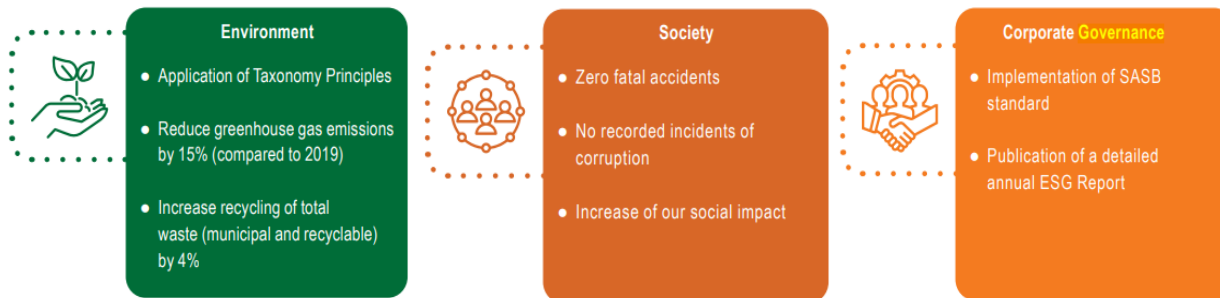 Environment
● Application of Taxonomy Principles
● Reduce greenhouse gas emissions
by 15% (compared to 2019)
● Increase recycling of total
waste (municipal and recyclable)
by 4%
Society
● Zero fatal accidents
● No recorded incidents of
corruption
● Increase of our social impact
Corporate Governance
● Implementation of SASB
standard
● Publication of a detailed
annual ESG Report